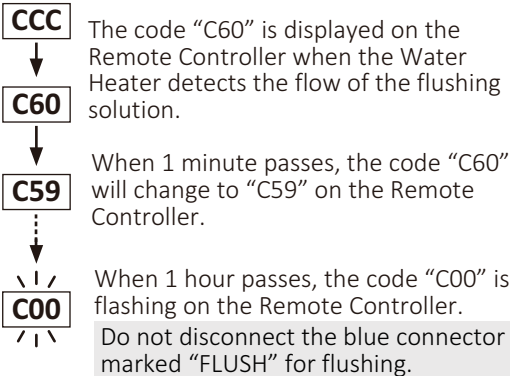 CCC
The code “C60” is displayed on the
Remote Controller when the Water
Heater detects the flow of the flushing
solution.
C60
When 1 minute passes, the code “C60”
will change to “C59” on the Remote
Controller.
C59
When 1 hour passes, the code “C00” is
flashing on the Remote Controller.
C00
Do not disconnect the blue connector
marked “FLUSH” for flushing.